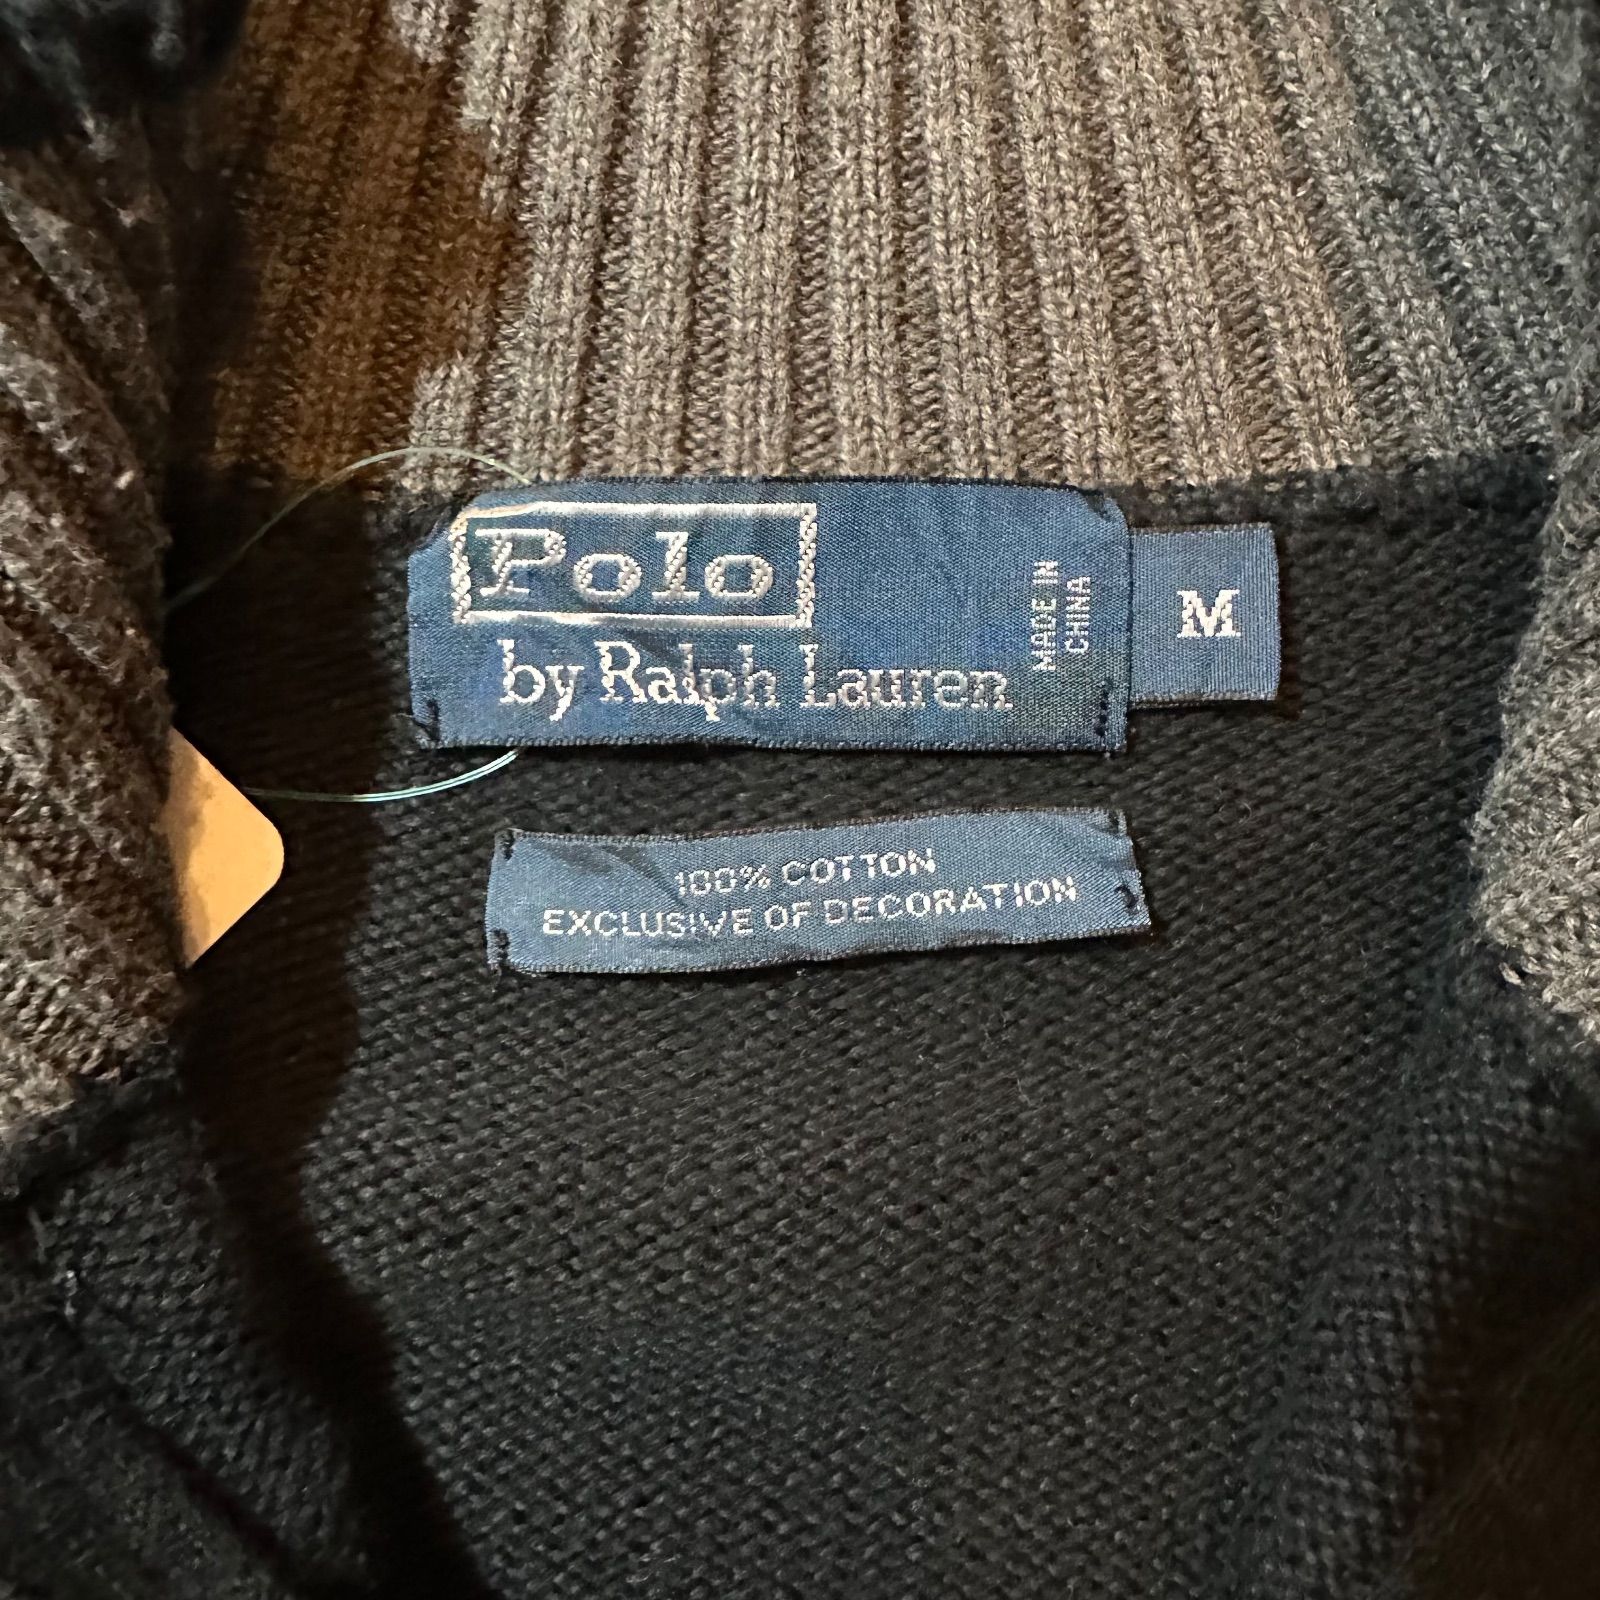 Polo
by Ralph Lauren
MADE IN
CHINA
M
100% COTTON
EXCLUSIVE OF DECORATION